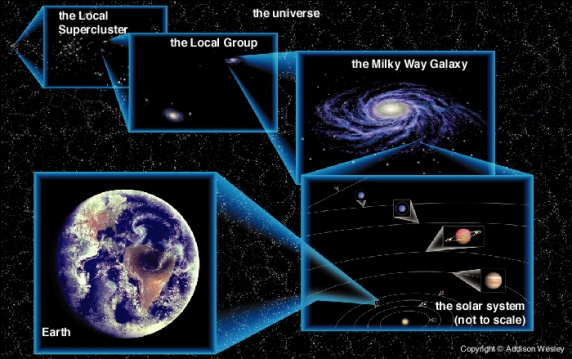 the universe
the Local
Supercluster
the Local Group
the Milky Way Galaxy
the solar system
(not to scale)
Earth
Copyright © Addison Wesley